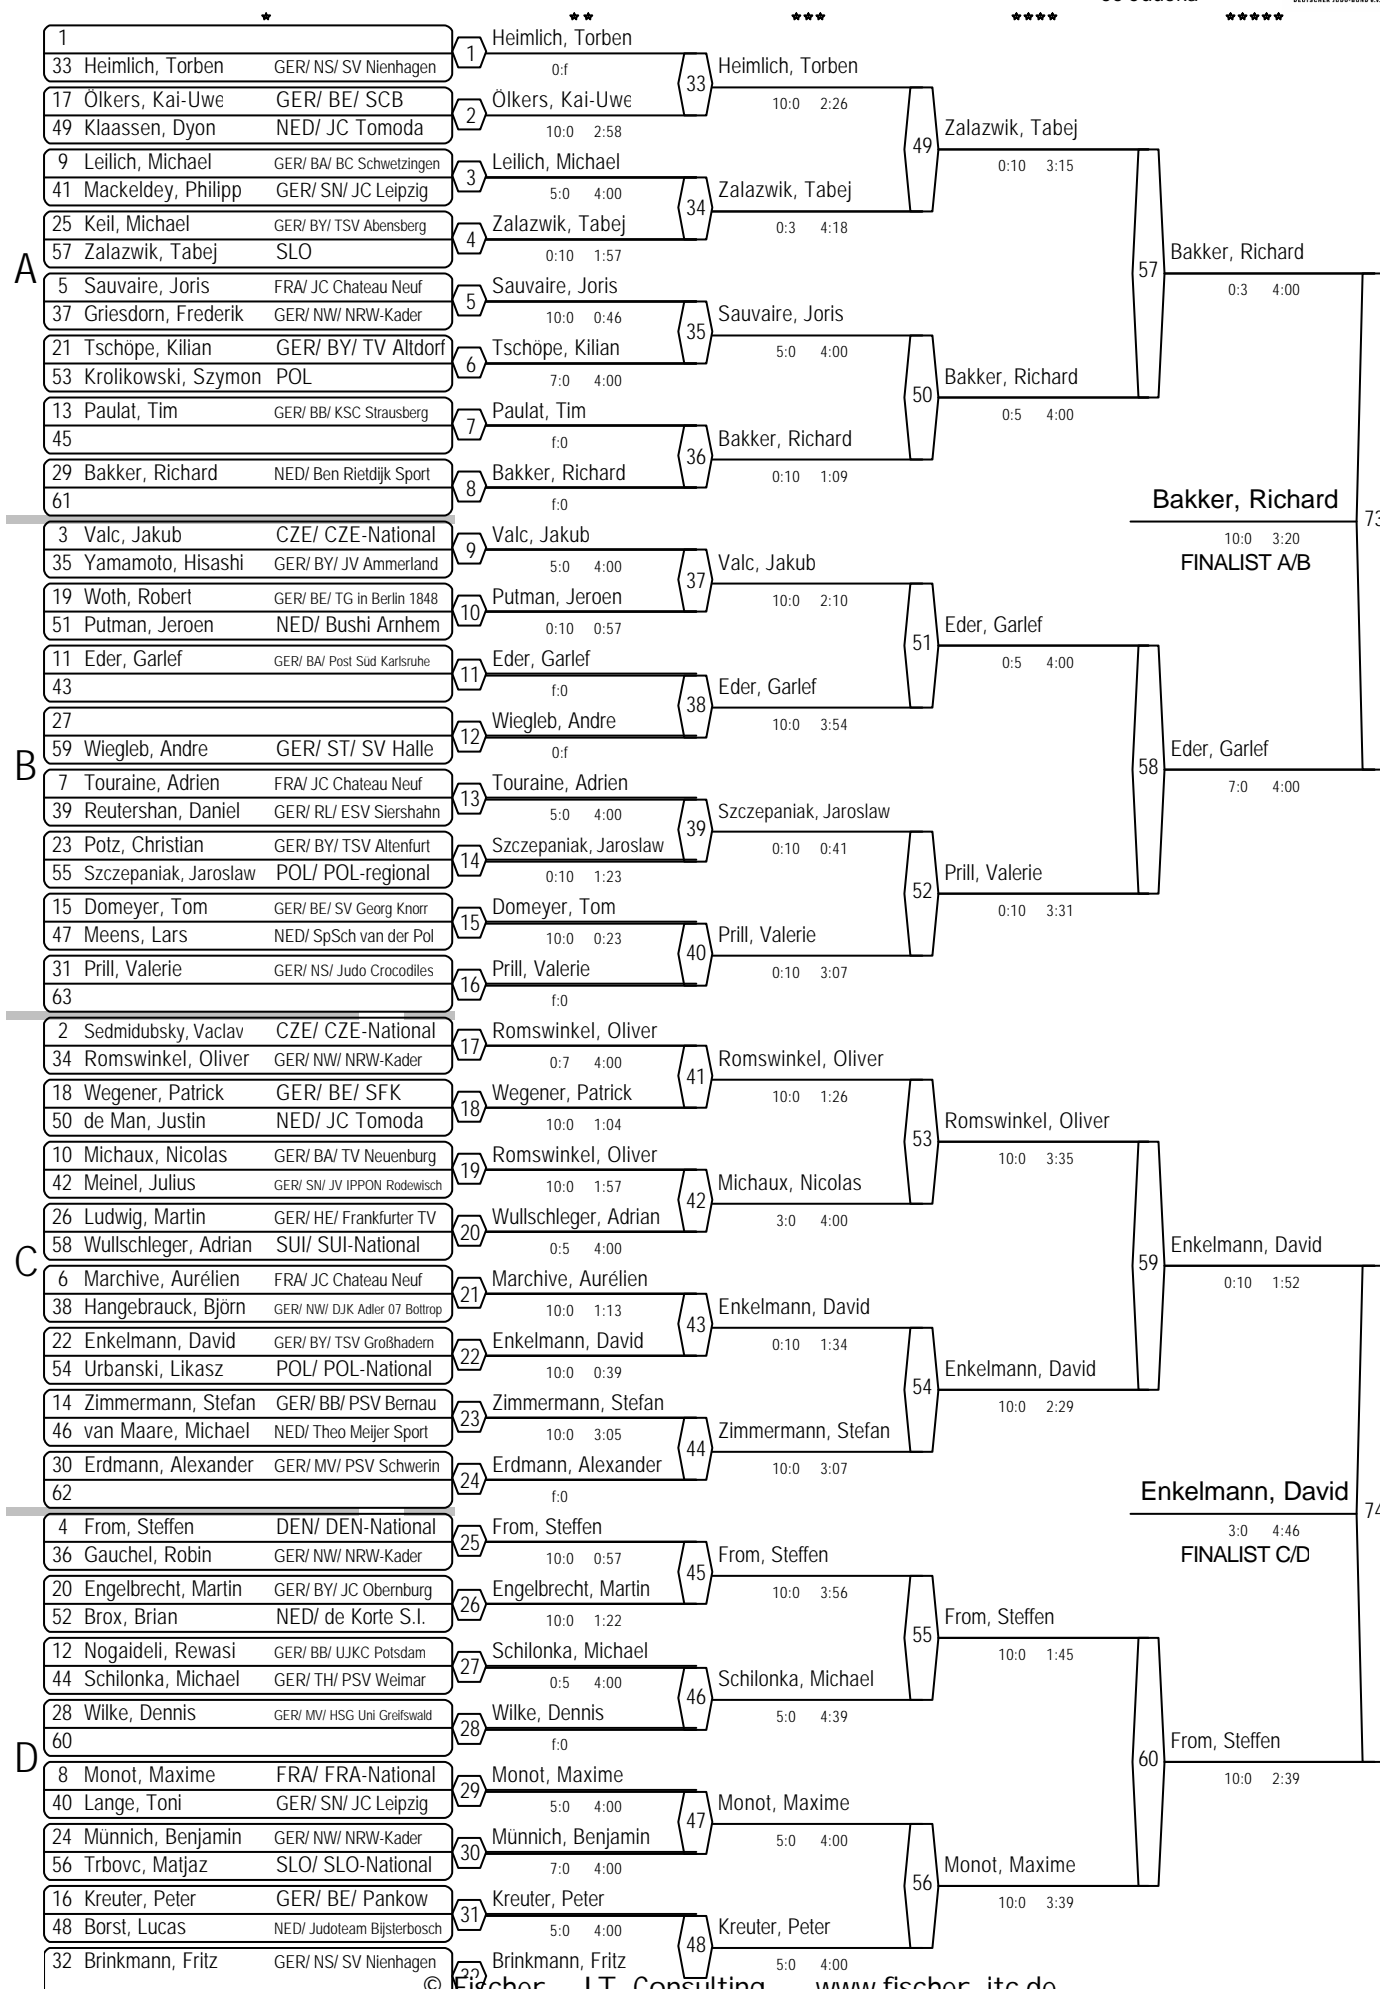 * ** *** **** *****
A
1
33 Heimlich, Torben GER/ NS/ SV Nienhagen
17 Ölkers, Kai-Uwe GER/ BE/ SCB
49 Klaassen, Dyon NED/ JC Tomoda
9 Leilich, Michael GER/ BA/ BC Schwetzingen
41 Mackeldey, Philipp GER/ SN/ JC Leipzig
25 Keil, Michael GER/ BY/ TSV Abensberg
57 Zalazwik, Tabej SLO
5 Sauvaire, Joris FRA/ JC Chateau Neuf
37 Griesdorn, Frederik GER/ NW/ NRW-Kader
21 Tschöpe, Kilian GER/ BY/ TV Altdorf
53 Krolikowski, Szymon POL
13 Paulat, Tim GER/ BB/ KSC Strausberg
45
29 Bakker, Richard NED/ Ben Rietdijk Sport
61
B
3 Valc, Jakub CZE/ CZE-National
35 Yamamoto, Hisashi GER/ BY/ JV Ammerland
19 Woth, Robert GER/ BE/ TG in Berlin 1848
51 Putman, Jeroen NED/ Bushi Arnhem
11 Eder, Garlef GER/ BA/ Post Süd Karlsruhe
43
27
59 Wiegleb, Andre GER/ ST/ SV Halle
7 Touraine, Adrien FRA/ JC Chateau Neuf
39 Reutershan, Daniel GER/ RL/ ESV Siershahn
23 Potz, Christian GER/ BY/ TSV Altenfurt
55 Szczepaniak, Jaroslaw POL/ POL-regional
15 Domeyer, Tom GER/ BE/ SV Georg Knorr
47 Meens, Lars NED/ SpSch van der Pol
31 Prill, Valerie GER/ NS/ Judo Crocodiles
63
C
2 Sedmidubsky, Vaclav CZE/ CZE-National
34 Romswinkel, Oliver GER/ NW/ NRW-Kader
18 Wegener, Patrick GER/ BE/ SFK
50 de Man, Justin NED/ JC Tomoda
10 Michaux, Nicolas GER/ BA/ TV Neuenburg
42 Meinel, Julius GER/ SN/ JV IPPON Rodewisch
26 Ludwig, Martin GER/ HE/ Frankfurter TV
58 Wullschleger, Adrian SUI/ SUI-National
6 Marchive, Aurélien FRA/ JC Chateau Neuf
38 Hangebrauck, Björn GER/ NW/ DJK Adler 07 Bottrop
22 Enkelmann, David GER/ BY/ TSV Großhadern
54 Urbanski, Likasz POL/ POL-National
14 Zimmermann, Stefan GER/ BB/ PSV Bernau
46 van Maare, Michael NED/ Theo Meijer Sport
30 Erdmann, Alexander GER/ MV/ PSV Schwerin
62
D
4 From, Steffen DEN/ DEN-National
36 Gauchel, Robin GER/ NW/ NRW-Kader
20 Engelbrecht, Martin GER/ BY/ JC Obernburg
52 Brox, Brian NED/ de Korte S.I.
12 Nogaideli, Rewasi GER/ BB/ UJKC Potsdam
44 Schilonka, Michael GER/ TH/ PSV Weimar
28 Wilke, Dennis GER/ MV/ HSG Uni Greifswald
60
8 Monot, Maxime FRA/ FRA-National
40 Lange, Toni GER/ SN/ JC Leipzig
24 Münnich, Benjamin GER/ NW/ NRW-Kader
56 Trbovc, Matjaz SLO/ SLO-National
16 Kreuter, Peter GER/ BE/ Pankow
48 Borst, Lucas NED/ Judoteam Bijsterbosch
32 Brinkmann, Fritz GER/ NS/ SV Nienhagen
1 Heimlich, Torben
0:f
2 Ölkers, Kai-Uwe
10:0 2:58
3 Leilich, Michael
5:0 4:00
4 Zalazwik, Tabej
0:10 1:57
5 Sauvaire, Joris
10:0 0:46
6 Tschöpe, Kilian
7:0 4:00
7 Paulat, Tim
f:0
8 Bakker, Richard
f:0
9 Valc, Jakub
5:0 4:00
10 Putman, Jeroen
0:10 0:57
11 Eder, Garlef
f:0
12 Wiegleb, Andre
0:f
13 Touraine, Adrien
5:0 4:00
14 Szczepaniak, Jaroslaw
0:10 1:23
15 Domeyer, Tom
10:0 0:23
16 Prill, Valerie
f:0
17 Romswinkel, Oliver
0:7 4:00
18 Wegener, Patrick
10:0 1:04
19 Romswinkel, Oliver
10:0 1:57
20 Wullschleger, Adrian
0:5 4:00
21 Marchive, Aurélien
10:0 1:13
22 Enkelmann, David
10:0 0:39
23 Zimmermann, Stefan
10:0 3:05
24 Erdmann, Alexander
f:0
25 From, Steffen
10:0 0:57
26 Engelbrecht, Martin
10:0 1:22
27 Schilonka, Michael
0:5 4:00
28 Wilke, Dennis
f:0
29 Monot, Maxime
5:0 4:00
30 Münnich, Benjamin
7:0 4:00
31 Kreuter, Peter
5:0 4:00
32 Brinkmann, Fritz
33 Heimlich, Torben
10:0 2:26
34 Zalazwik, Tabej
0:3 4:18
35 Sauvaire, Joris
5:0 4:00
36 Bakker, Richard
0:10 1:09
37 Valc, Jakub
10:0 2:10
38 Eder, Garlef
10:0 3:54
39 Szczepaniak, Jaroslaw
0:10 0:41
40 Prill, Valerie
0:10 3:07
41 Romswinkel, Oliver
10:0 1:26
42 Michaux, Nicolas
3:0 4:00
43 Enkelmann, David
0:10 1:34
44 Zimmermann, Stefan
10:0 3:07
45 From, Steffen
10:0 3:56
46 Schilonka, Michael
5:0 4:39
47 Monot, Maxime
5:0 4:00
48 Kreuter, Peter
5:0 4:00
49 Zalazwik, Tabej
0:10 3:15
50 Bakker, Richard
0:5 4:00
51 Eder, Garlef
0:5 4:00
52 Prill, Valerie
0:10 3:31
53 Romswinkel, Oliver
10:0 3:35
54 Enkelmann, David
10:0 2:29
55 From, Steffen
10:0 1:45
56 Monot, Maxime
10:0 3:39
57 Bakker, Richard
0:3 4:00
58 Eder, Garlef
7:0 4:00
59 Enkelmann, David
0:10 1:52
60 From, Steffen
10:0 2:39
Bakker, Richard 73
10:0 3:20
FINALIST A/B
Enkelmann, David 74
3:0 4:46
FINALIST C/D
© Fischer I.T. Consulting www.fischer-itc.de